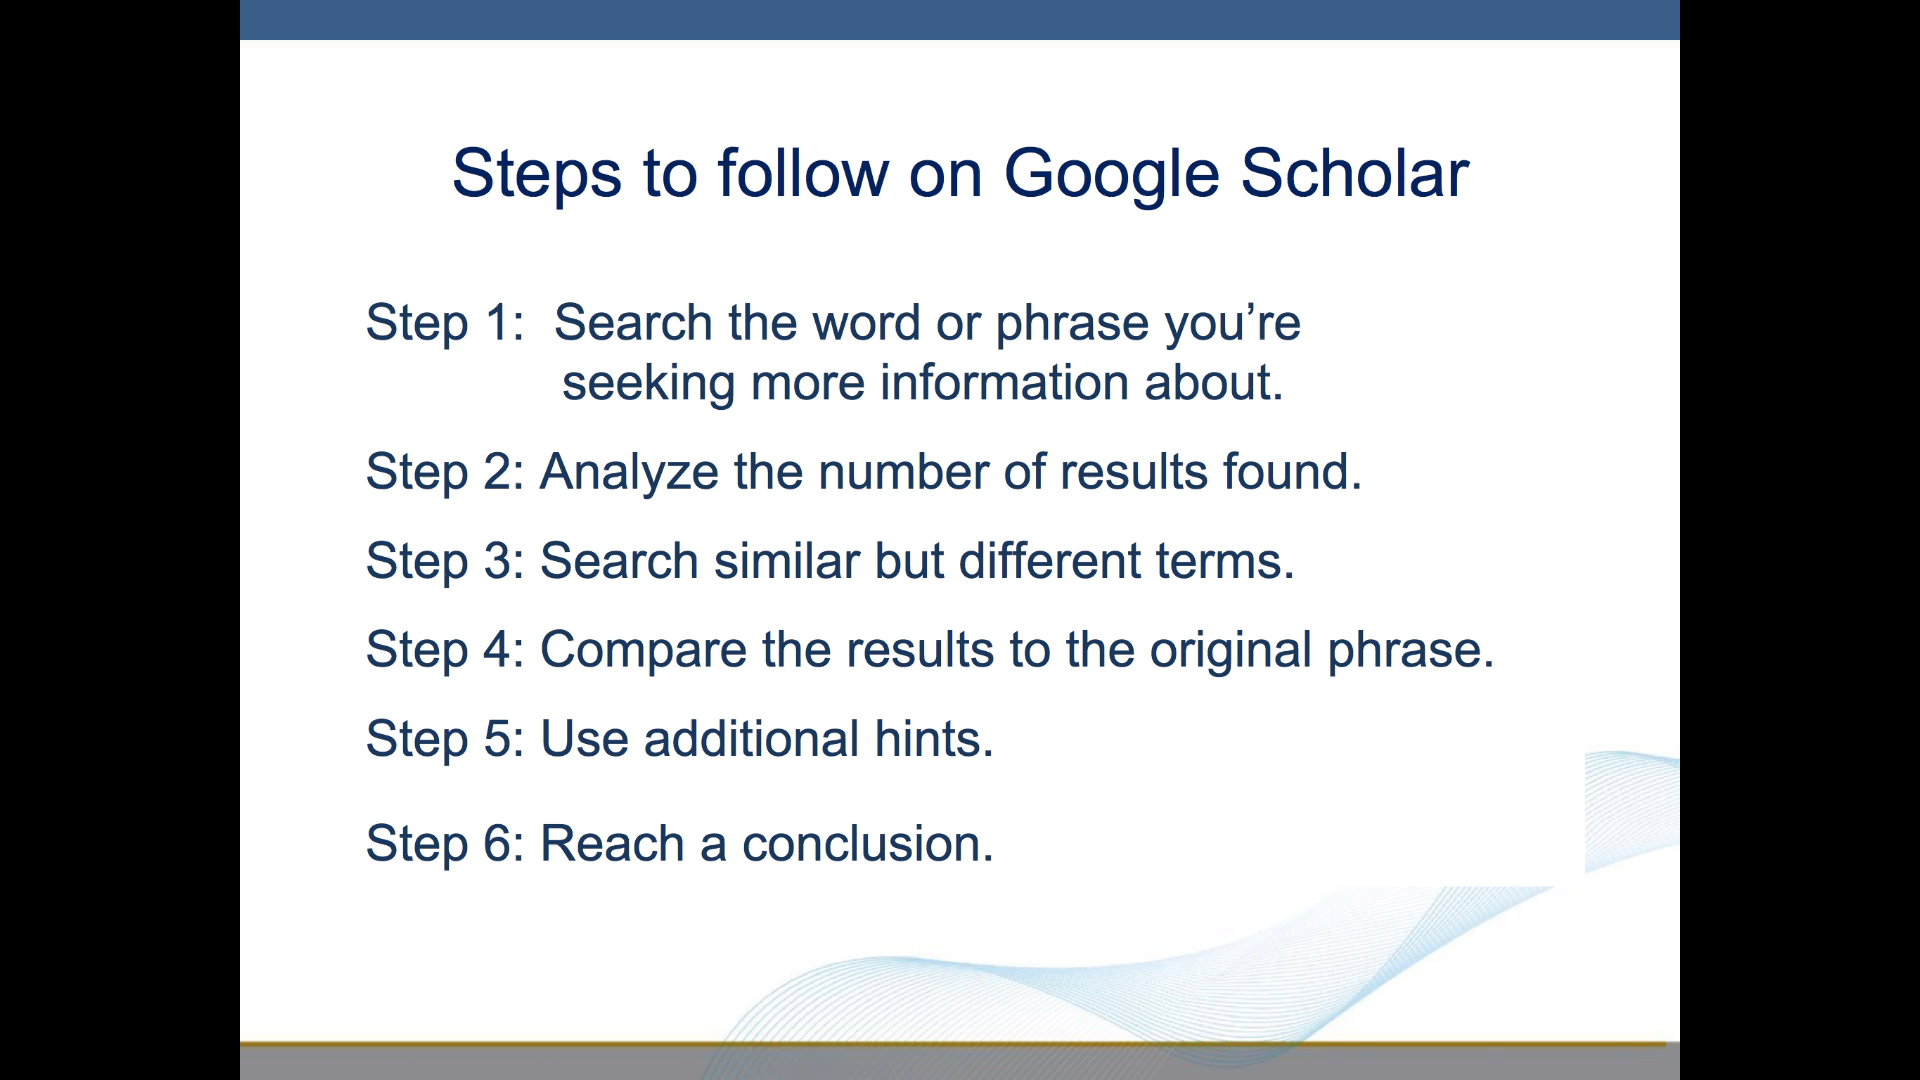 Steps to follow on Google Scholar
Step 1:  Search the word or phrase you’re
seeking more information about.
Step 2: Analyze the number of results found.
Step 3: Search similar but different terms.
Step 4: Compare the results to the original phrase.
Step 5: Use additional hints.
Step 6: Reach a conclusion.